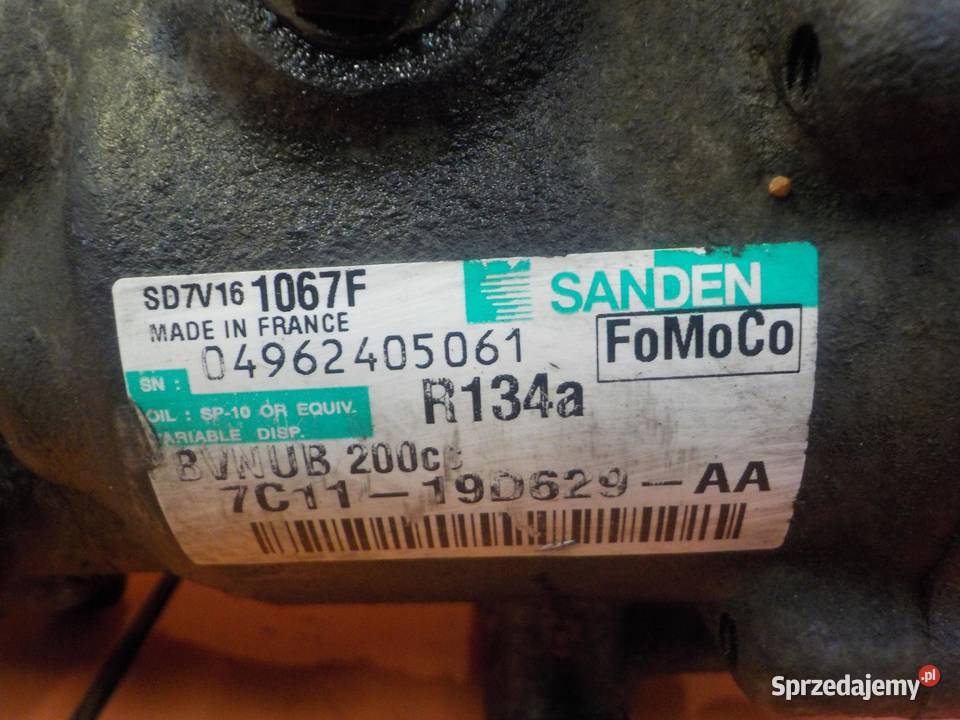 SD7V16 1067F
SANDEN
MADE IN FRANCE
FoMoCo
SN : 04962405061
R134a
OIL : SP-10 OR EQUIV.
VARIABLE DISP.
BVNUB 200cc
7C11-19D629-AA
Sprzedajemy.pl